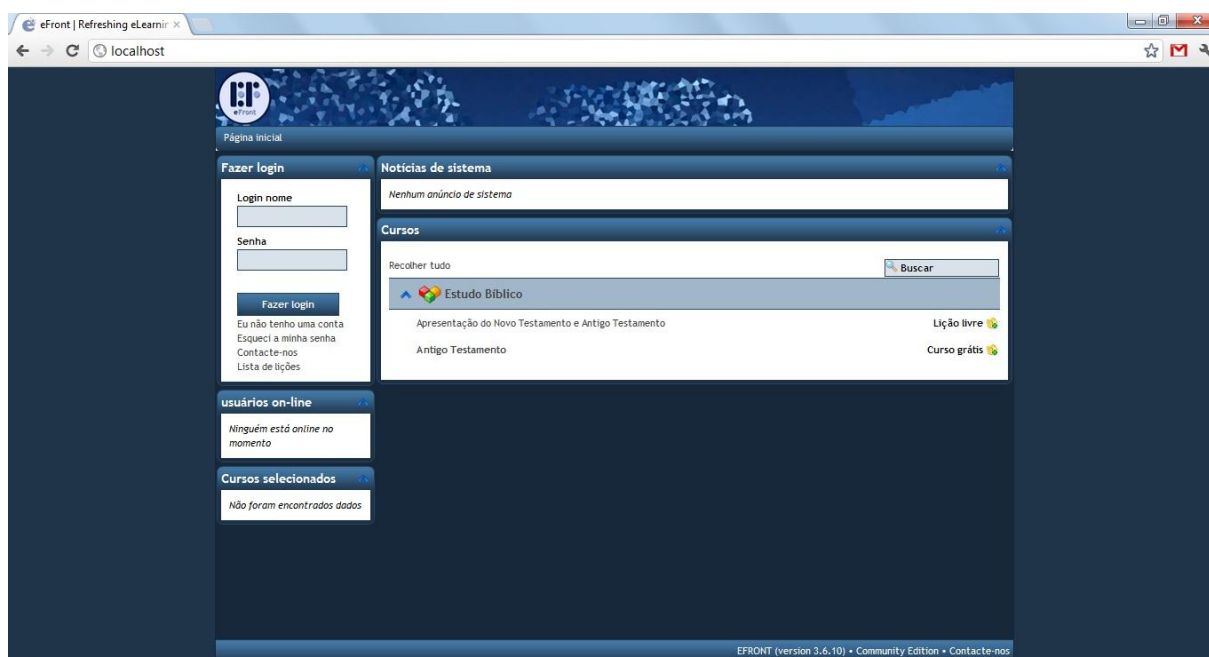 eFront | Refreshing eLearnir
localhost
eFront
Página inicial
Fazer login
Login nome
Senha
Fazer login
Eu não tenho uma conta
Esqueci a minha senha
Contacte-nos
Lista de lições
usuários on-line
Ninguém está online no
momento
Cursos selecionados
Não foram encontrados dados
Notícias de sistema
Nenhum anúncio de sistema
Cursos
Recolher tudo
Buscar
Estudo Bíblico
Apresentação do Novo Testamento e Antigo Testamento
Lição livre
Antigo Testamento
Curso grátis
EFRONT (version 3.6.10) • Community Edition • Contacte-nos